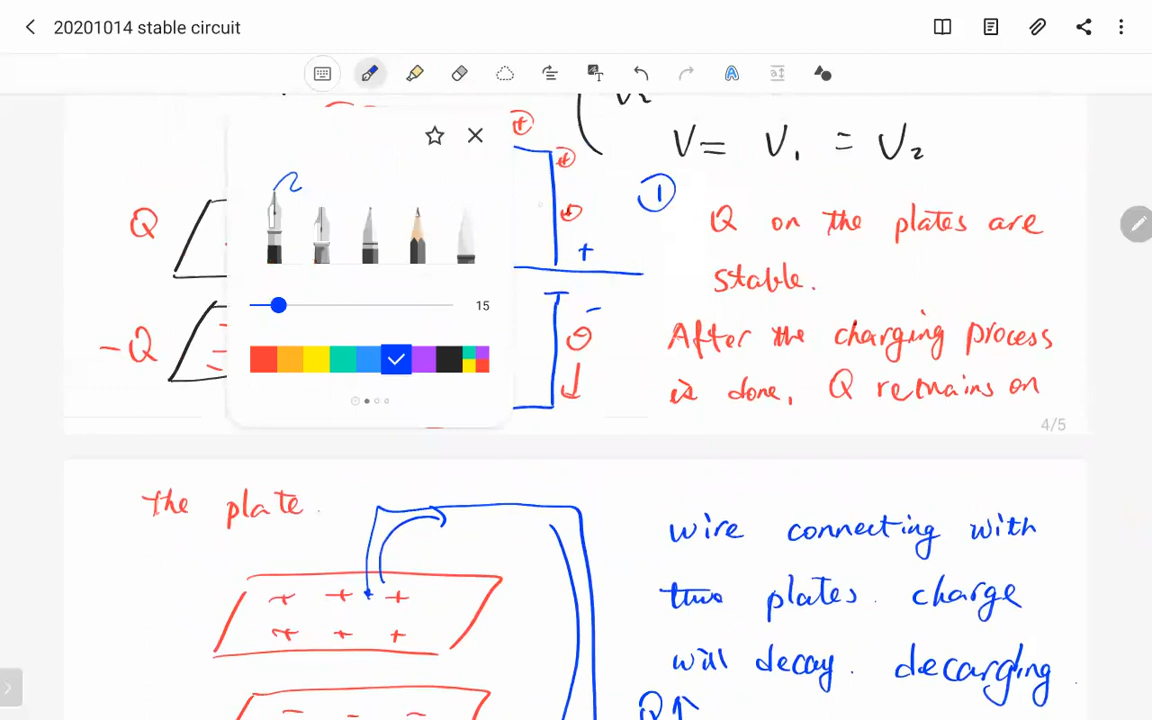 20201014 stable circuit
V= V₁ = V₂
①
15
Q
-Q
+
Q on the plates are
stable.
After the charging process
is done, Q remains on
4/5
the plate.
wire connecting with
two plates. charge
will decay. decarging
Q↑
+ + +
+ + +
- - -